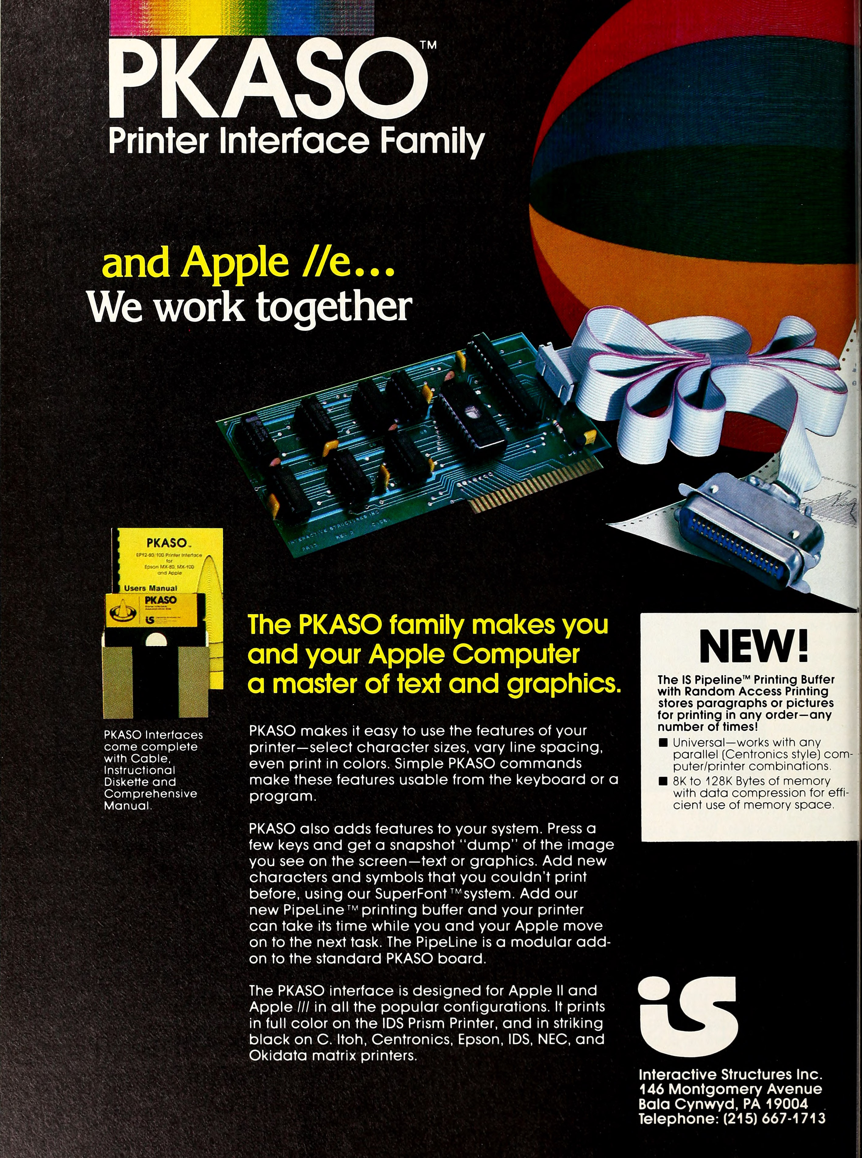 PKASO™
Printer Interface Family
and Apple //e...
We work together
PKASO™
Printer Interface
for
Epson MX-80, MX-100
and Apple
Users Manual
PKASO
iS
PKASO Interfaces
come complete
with Cable,
Instructional
Diskette and
Comprehensive
Manual.
The PKASO family makes you
and your Apple Computer
a master of text and graphics.
PKASO makes it easy to use the features of your
printer—select character sizes, vary line spacing,
even print in colors. Simple PKASO commands
make these features usable from the keyboard or a
program.
PKASO also adds features to your system. Press a
few keys and get a snapshot "dump" of the image
you see on the screen—text or graphics. Add new
characters and symbols that you couldn't print
before, using our SuperFont™ system. Add our
new PipeLine™ printing buffer and your printer
can take its time while you and your Apple move
on to the next task. The PipeLine is a modular add-
on to the standard PKASO board.
The PKASO interface is designed for Apple II and
Apple /// in all the popular configurations. It prints
in full color on the IDS Prism Printer, and in striking
black on C. Itoh, Centronics, Epson, IDS, NEC, and
Okidata matrix printers.
NEW!
The IS Pipeline™ Printing Buffer
with Random Access Printing
stores paragraphs or pictures
for printing in any order—any
number of times!
■ Universal—works with any
parallel (Centronics style) com-
puter/printer combinations.
■ 8K to 128K Bytes of memory
with data compression for effi-
cient use of memory space.
iS
Interactive Structures Inc.
146 Montgomery Avenue
Bala Cynwyd, PA 19004
Telephone: (215) 667-1713